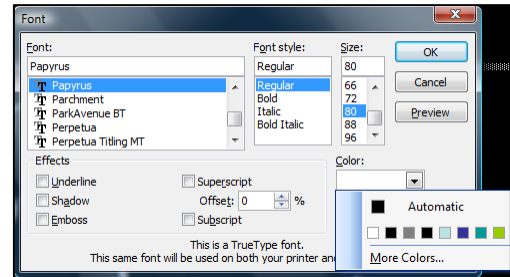 Font
Font:
Font style:
Size:
Papyrus
Regular
80
OK
Papyrus
Parchment
ParkAvenue BT
Perpetua
Perpetua Titling MT
Regular
Bold
Italic
Bold Italic
66
72
80
88
96
Cancel
Preview
Effects
Underline
Shadow
Emboss
Superscript
Offset: 0 %
Subscript
Color:
Automatic
More Colors...
This is a TrueType font.
This same font will be used on both your printer and